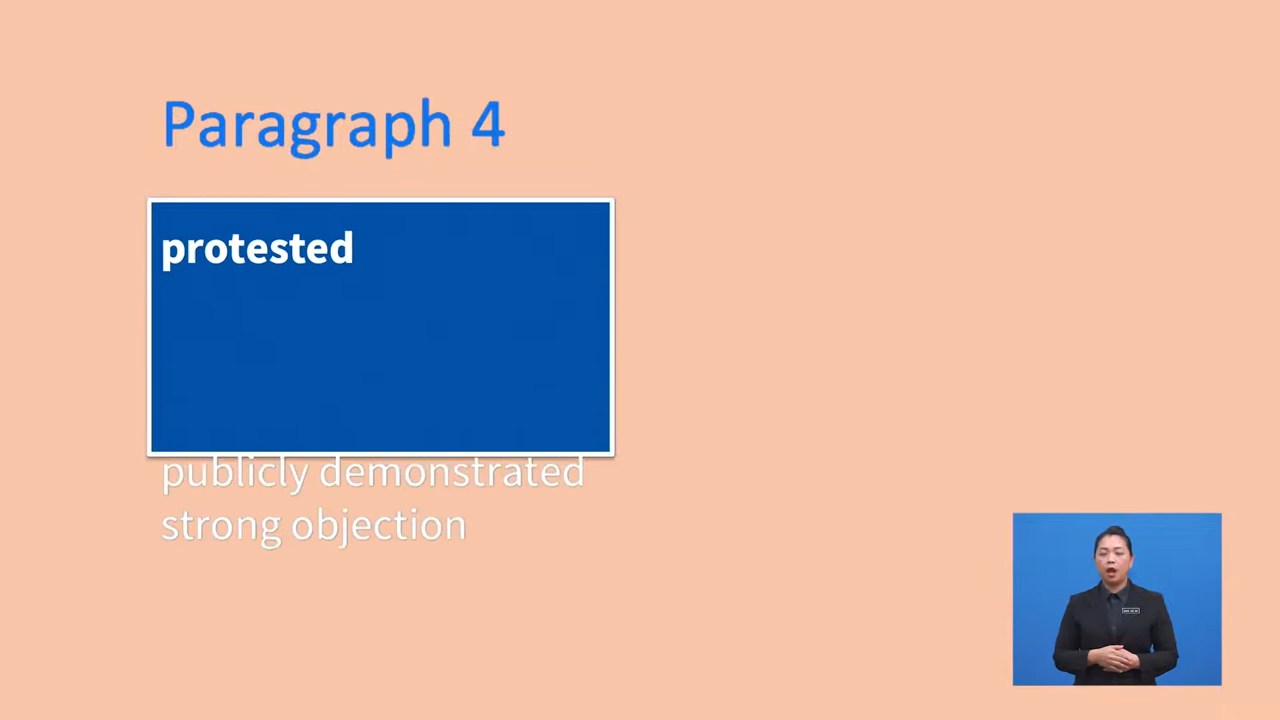 Paragraph 4
protested
publicly demonstrated
strong objection